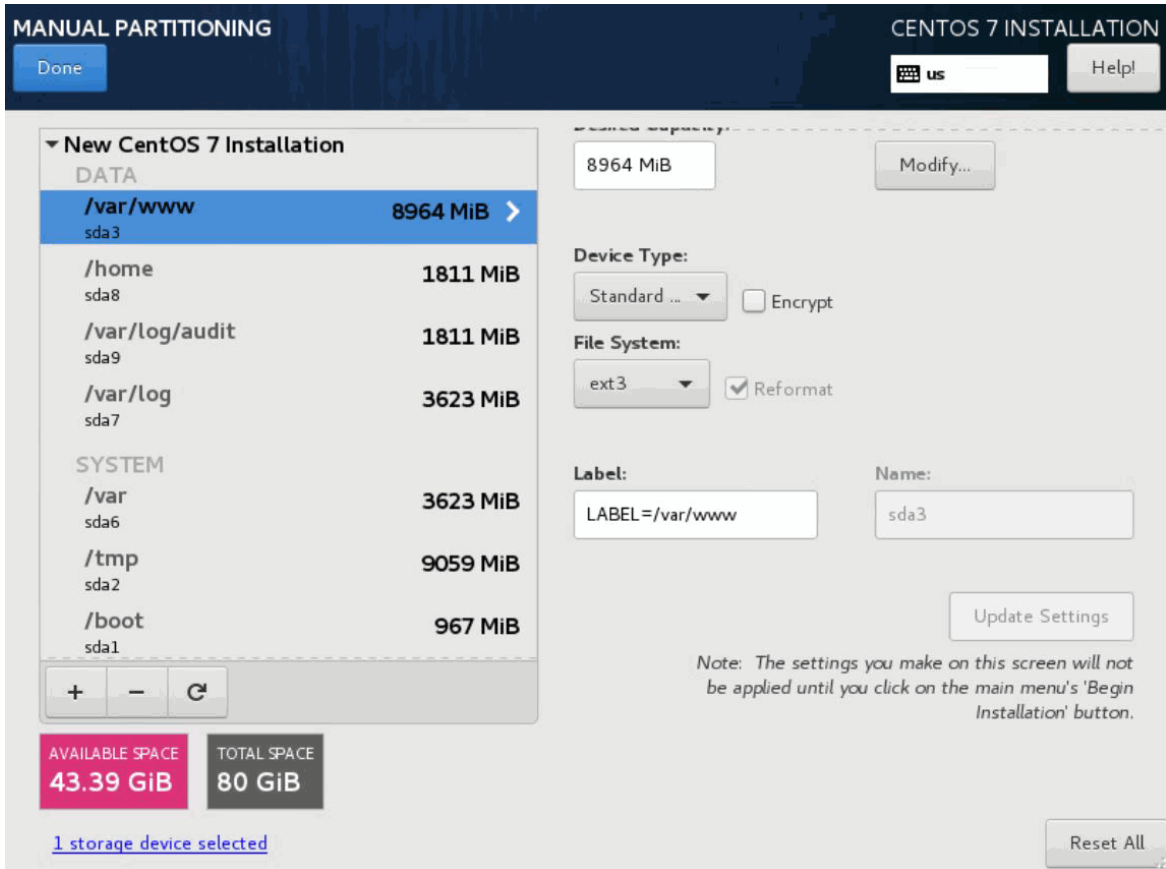 MANUAL PARTITIONING
CENTOS 7 INSTALLATION
Done
us
Help!
New CentOS 7 Installation
DATA
/var/www
8964 MiB
sda3
/home
1811 MiB
sda8
/var/log/audit
1811 MiB
sda9
/var/log
3623 MiB
sda7
SYSTEM
/var
3623 MiB
sda6
/tmp
9059 MiB
sda2
/boot
967 MiB
sda1
+ −
AVAILABLE SPACE
43.39 GiB
TOTAL SPACE
80 GiB
1 storage device selected
Desired Capacity:
8964 MiB
Modify...
Device Type:
Standard ...
Encrypt
File System:
ext3
Reformat
Label:
Name:
LABEL=/var/www
sda3
Update Settings
Note: The settings you make on this screen will not
be applied until you click on the main menu's 'Begin
Installation' button.
Reset All